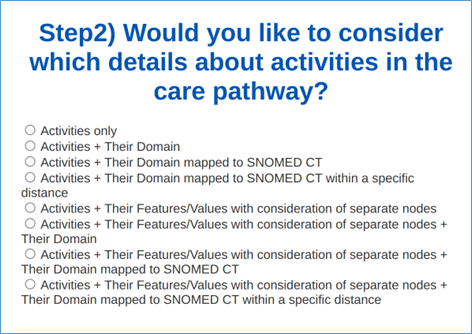 Step2) Would you like to consider
which details about activities in the
care pathway?
Activities only
Activities + Their Domain
Activities + Their Domain mapped to SNOMED CT
Activities + Their Domain mapped to SNOMED CT within a specific
distance
Activities + Their Features/Values with consideration of separate nodes
Activities + Their Features/Values with consideration of separate nodes +
Their Domain
Activities + Their Features/Values with consideration of separate nodes +
Their Domain mapped to SNOMED CT
Activities + Their Features/Values with consideration of separate nodes +
Their Domain mapped to SNOMED CT within a specific distance